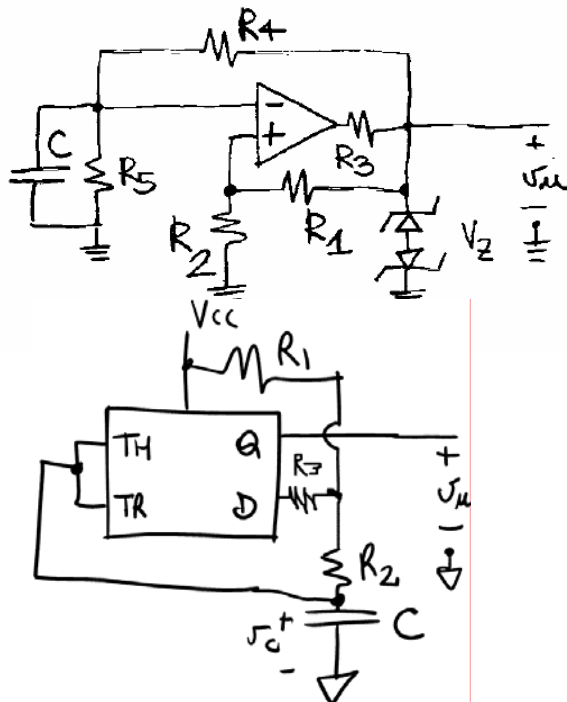 R4
C
R5
-
+
R3
+
vu
-
R2
R1
Vz
Vcc
R1
TH
Q
R3
+
vu
-
TR
D
R2
vc
+
C
-